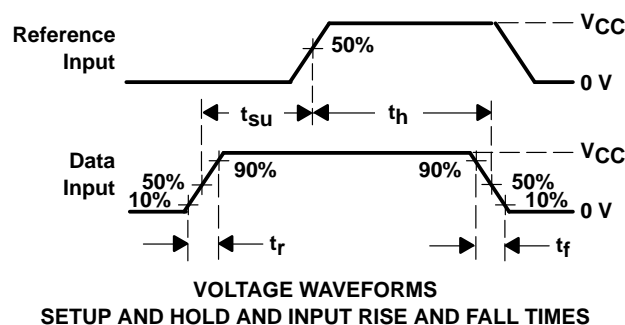 Reference
Input
50%
VCC
0 V
tsu
th
Data
Input
50%
10%
90%
90%
VCC
50%
10%
0 V
tr
tf
VOLTAGE WAVEFORMS
SETUP AND HOLD AND INPUT RISE AND FALL TIMES